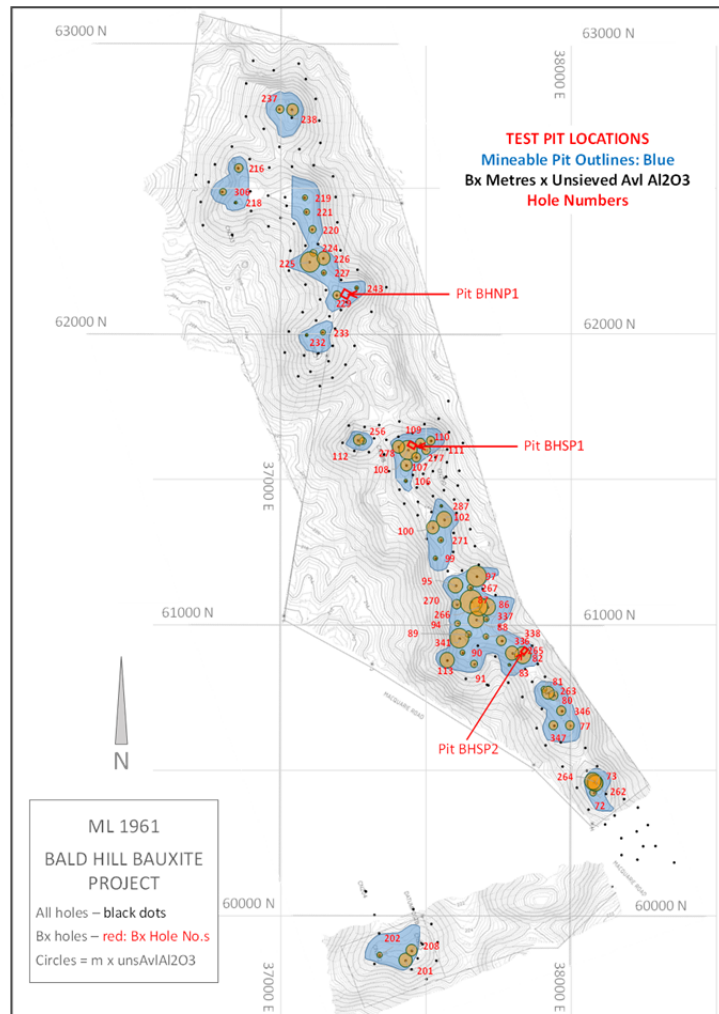 63000 N
38000 E
63000 N
237
238
TEST PIT LOCATIONS
Mineable Pit Outlines: Blue
Bx Metres x Unsieved Avl Al2O3
Hole Numbers
216
306
218
219
221
220
224
225
226
227
243
229
Pit BHNP1
62000 N
62000 N
233
232
256
109
110
112
278
111
277
Pit BHSP1
108
107
106
37000 E
287
102
100
271
99
97
95
267
270
86
61000 N
266
337
61000 N
94
88
89
338
341
336
90
82
113
83
91
81
263
80
346
77
Pit BHSP2
347
MACQUARIE ROAD
264
73
262
72
N
ML 1961
BALD HILL BAUXITE
PROJECT
All holes – black dots
Bx holes – red: Bx Hole No.s
Circles = m x unsAvlAl2O3
MACQUARIE ROAD
60000 N
60000 N
202
208
201
37000 E
38000 E